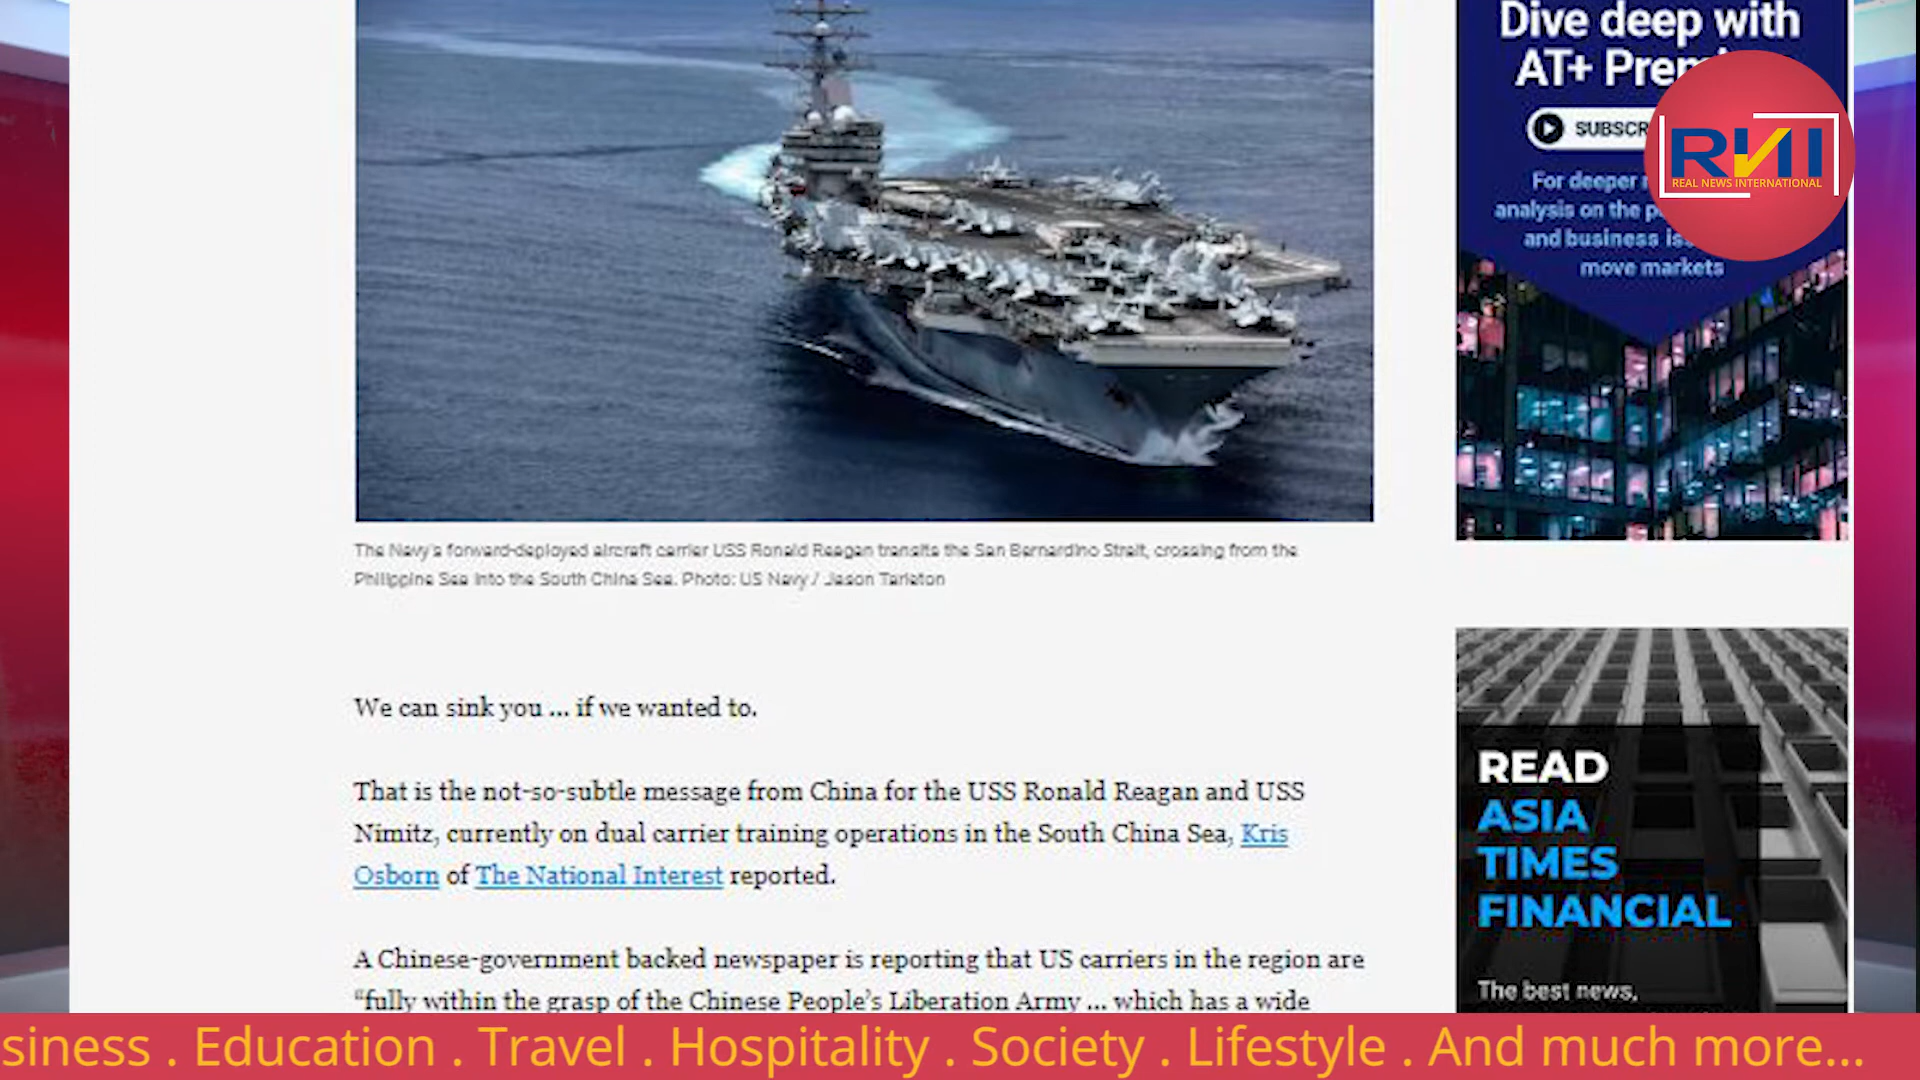 Dive deep with
AT+ Prem
SUBSCR
For deeper
analysis on the p
and business is
move markets
RNI
REAL NEWS INTERNATIONAL
The Navy's forward-deployed aircraft carrier USS Ronald Reagan transits the San Bernardino Strait, crossing from the
Philippine Sea into the South China Sea. Photo: US Navy / Jason Tarleton
We can sink you ... if we wanted to.
That is the not-so-subtle message from China for the USS Ronald Reagan and USS
Nimitz, currently on dual carrier training operations in the South China Sea, Kris
Osborn of The National Interest reported.
A Chinese-government backed newspaper is reporting that US carriers in the region are
“fully within the grasp of the Chinese People’s Liberation Army ... which has a wide
READ
ASIA
TIMES
FINANCIAL
The best news,
siness . Education . Travel . Hospitality . Society . Lifestyle . And much more...